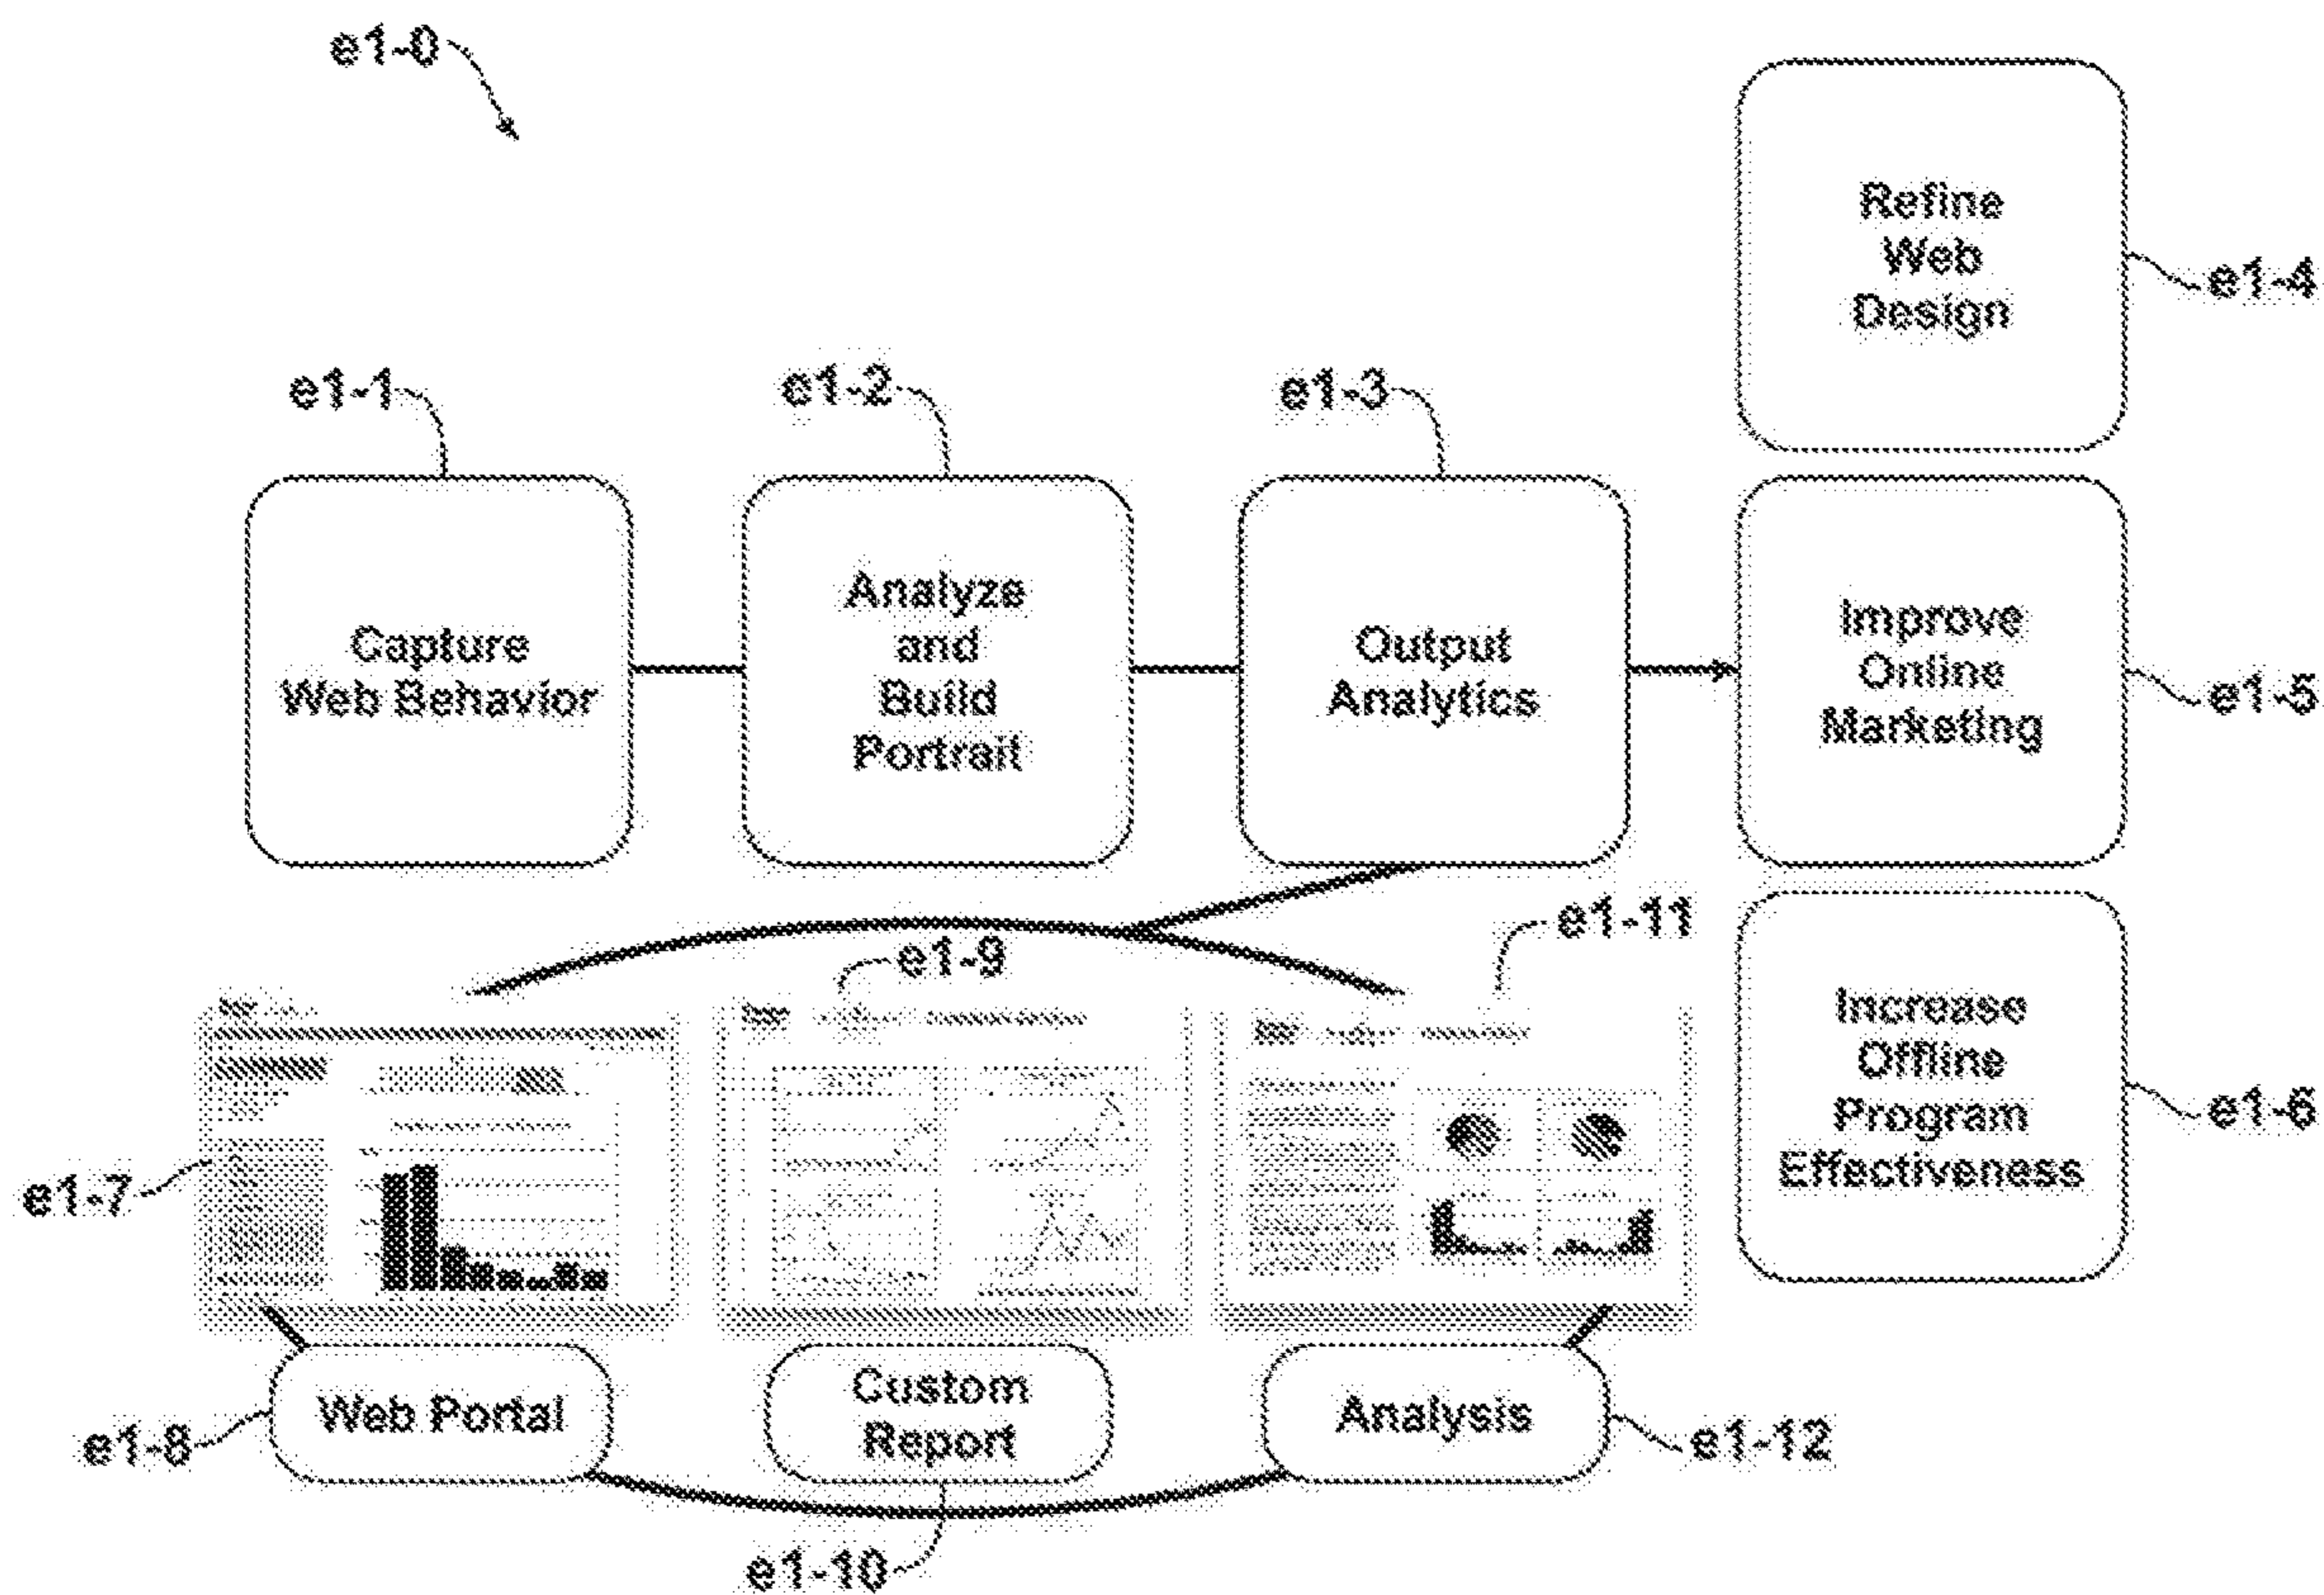 e1-0
Refine
Web
Design
e1-4
e1-1
e1-2
e1-3
Capture
Web Behavior
Analyze
and
Build
Portrait
Output
Analytics
Improve
Online
Marketing
e1-5
e1-9
e1-11
Increase
Offline
Program
Effectiveness
e1-6
e1-7
Web Portal
Custom
Report
Analysis
e1-8
e1-12
e1-10